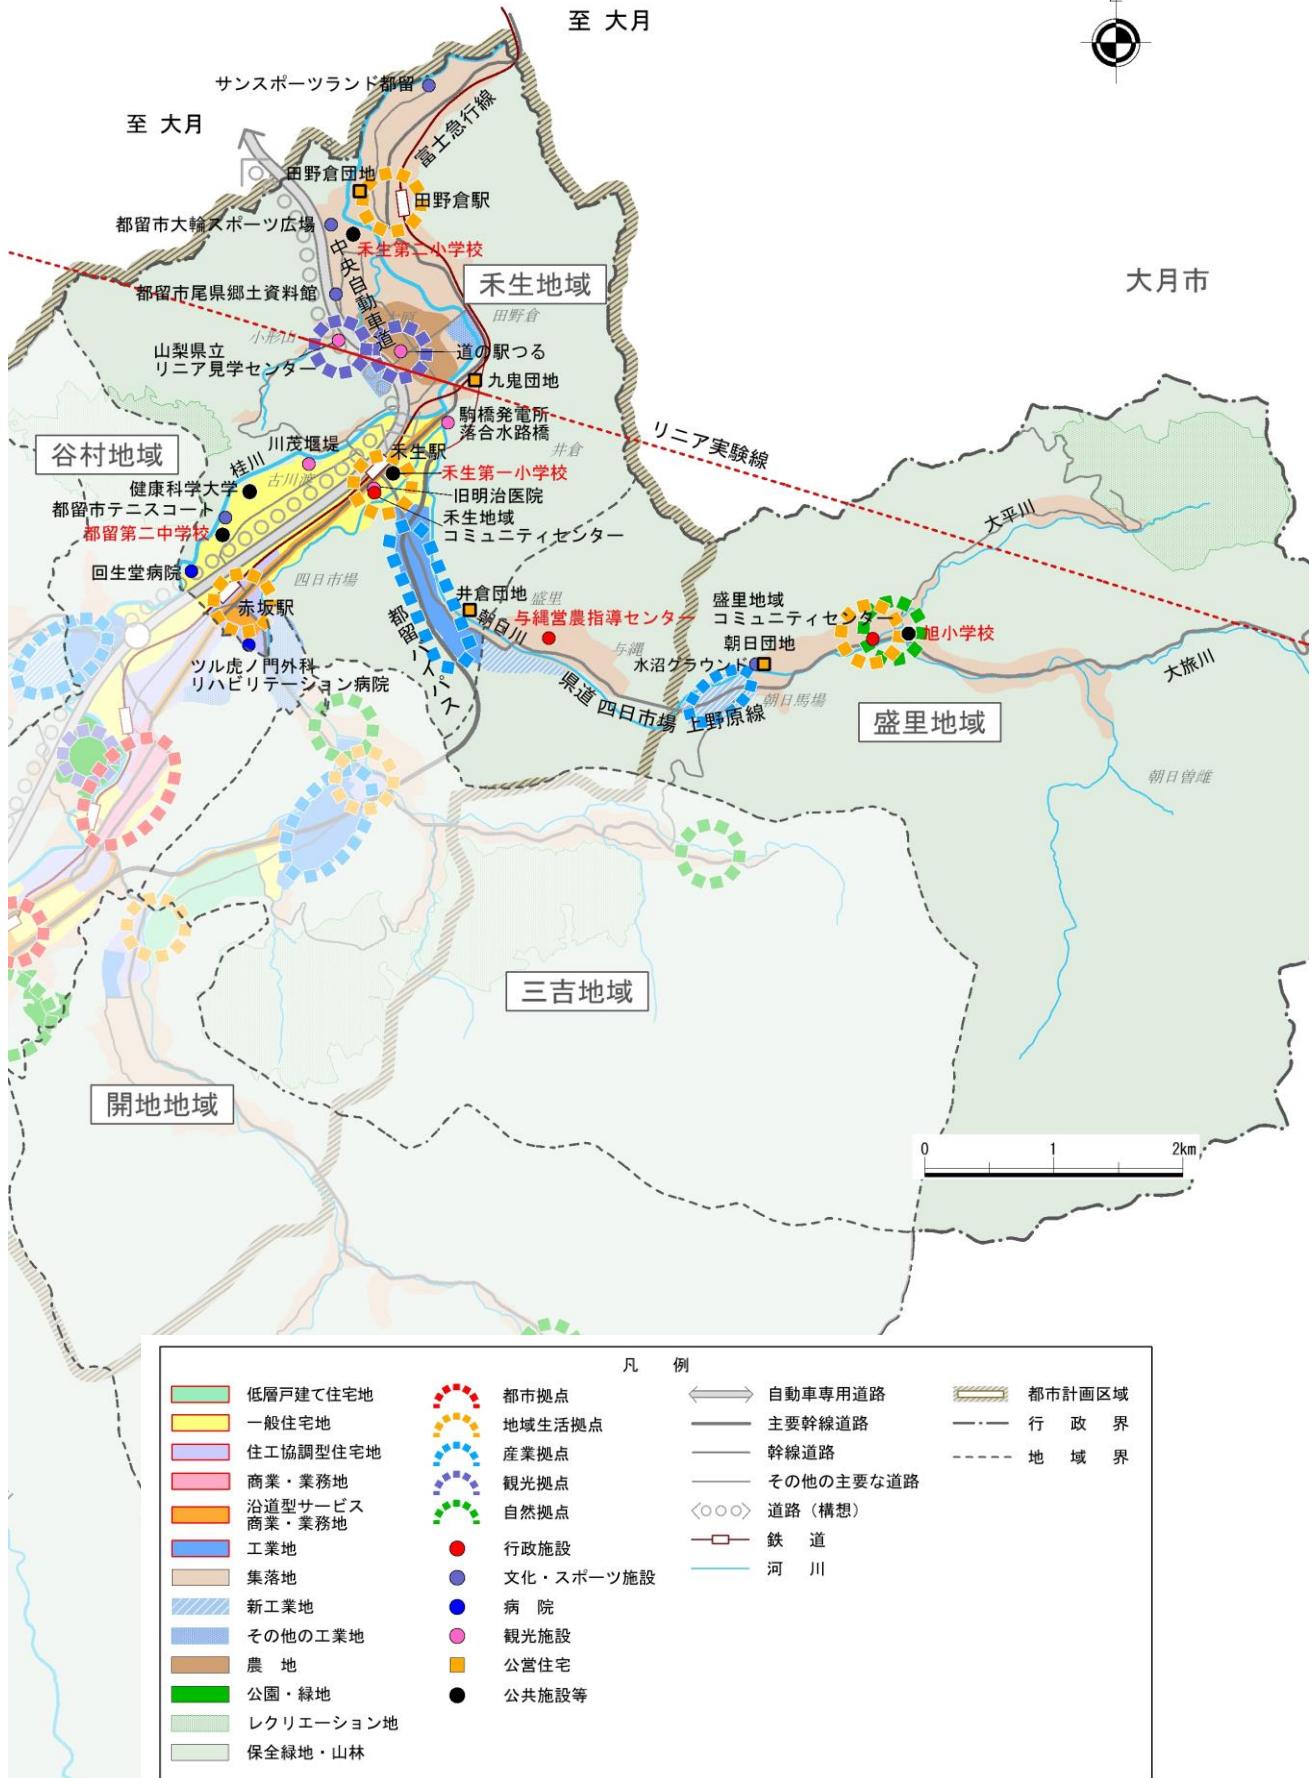 至 大月
サンスポーツランド都留
富士急行線
至 大月
田野倉団地
田野倉駅
都留市大輪スポーツ広場
禾生第二小学校
中央自動車道
禾生地域
大月市
都留市尾県郷土資料館
大原
田野倉
小形山
山梨県立
リニア見学センター
道の駅つる
九鬼団地
駒橋発電所
落合水路橋
リニア実験線
谷村地域
川茂堰堤
禾生駅
井倉
桂川
古川渡
禾生第一小学校
健康科学大学
旧明治医院
都留市テニスコート
禾生地域
コミュニティセンター
大平川
都留第二中学校
回生堂病院
四日市場
井倉団地
盛里
盛里地域
コミュニティセンター
赤坂駅
都留バイパス
朝日川
与縄営農指導センター
旭小学校
与縄
朝日団地
水沼グラウンド
ツル虎ノ門外科
リハビリテーション病院
県道 四日市場 上野原線
朝日馬場
大旅川
盛里地域
朝日曽雌
三吉地域
開地地域
0
1
2km
凡 例
低層戸建て住宅地
一般住宅地
住工協調型住宅地
商業・業務地
沿道型サービス
商業・業務地
工業地
集落地
新工業地
その他の工業地
農 地
公園・緑地
レクリエーション地
保全緑地・山林
都市拠点
地域生活拠点
産業拠点
観光拠点
自然拠点
行政施設
文化・スポーツ施設
病 院
観光施設
公営住宅
公共施設等
自動車専用道路
主要幹線道路
幹線道路
その他の主要な道路
道路（構想）
鉄 道
河 川
都市計画区域
行 政 界
地 域 界